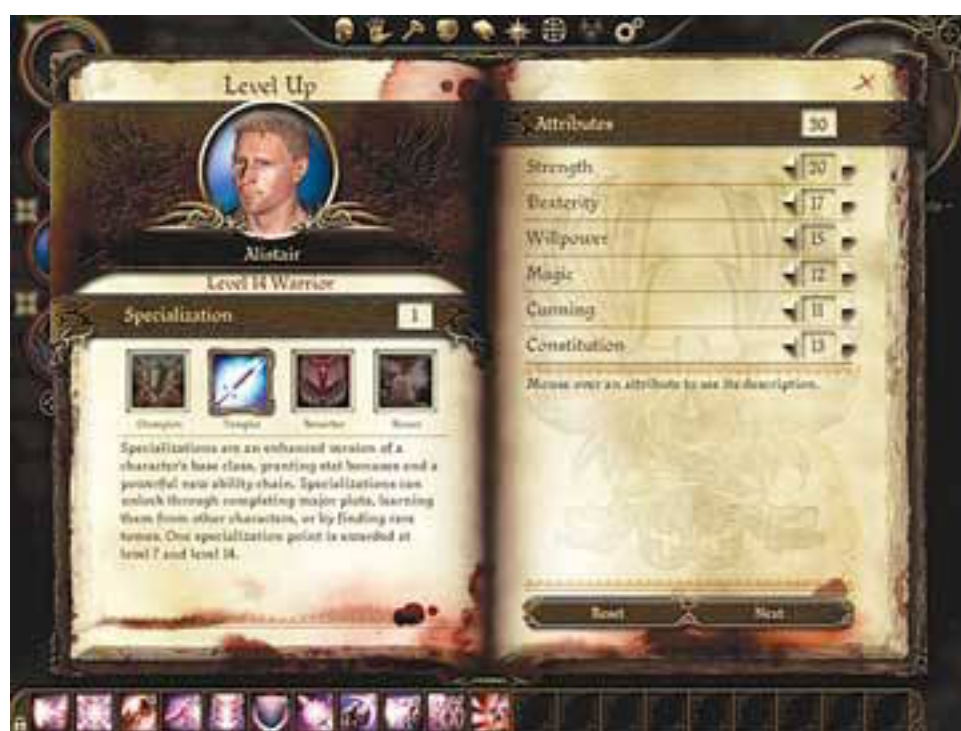 Level Up
Alistair
Level 14 Warrior
Specialization 1
Champion Templar Berserker Reaver
Specializations are an enhanced version of a
character's base class, granting stat bonuses and a
powerful new ability chain. Specializations can
unlock through completing major plots, learning
them from other characters, or by finding rare
tomes. One specialization point is awarded at
level 7 and level 14.
Attributes 30
Strength 20
Dexterity 17
Willpower 15
Magic 12
Cunning 11
Constitution 13
Mouse over an attribute to see its description.
Reset Next